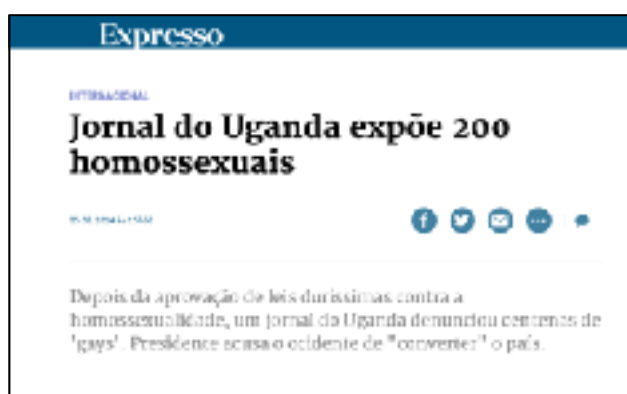 Expresso
INTERNACIONAL
Jornal do Uganda expõe 200
homossexuais
Depois da aprovação de leis duríssimas contra a
homossexualidade, um jornal do Uganda denunciou centenas de
'gays'. Presidente acusa o ocidente de "converter" o país.